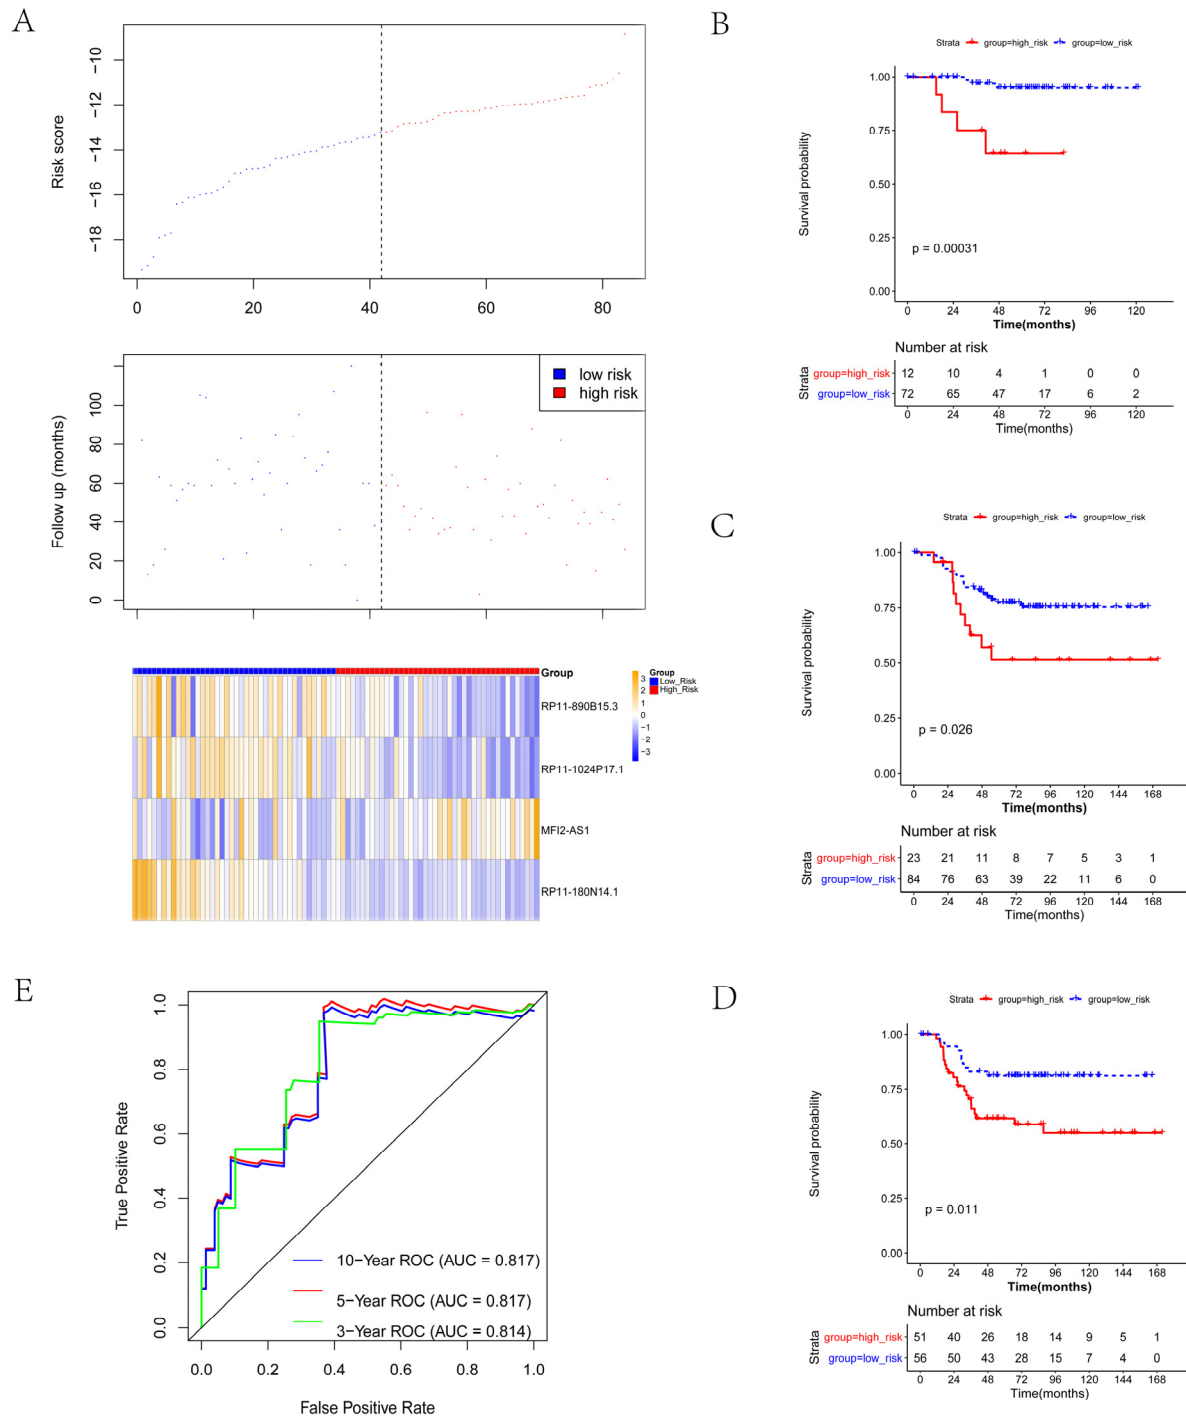 A
Risk score
−10
−12
−14
−16
−18
0 20 40 60 80
Follow up (months)
100
80
60
40
20
0
low risk
high risk
Group
RP11-890B15.3
RP11-1024P17.1
MFI2-AS1
RP11-180N14.1
3
2
1
0
−1
−2
−3
Group
Low_Risk
High_Risk
B
Strata group=high_risk group=low_risk
Survival probability
1.00
0.75
0.50
0.25
0.00
p = 0.00031
0 24 48 72 96 120
Time(months)
Number at risk
Strata
group=high_risk 12 10 4 1 0 0
group=low_risk 72 65 47 17 6 2
0 24 48 72 96 120
Time(months)
C
Strata group=high_risk group=low_risk
Survival probability
1.00
0.75
0.50
0.25
0.00
p = 0.026
0 24 48 72 96 120 144 168
Time(months)
Number at risk
Strata
group=high_risk 23 21 11 8 7 5 3 1
group=low_risk 84 76 63 39 22 11 6 0
0 24 48 72 96 120 144 168
Time(months)
E
True Positive Rate
1.0
0.8
0.6
0.4
0.2
0.0
10−Year ROC (AUC = 0.817)
5−Year ROC (AUC = 0.817)
3−Year ROC (AUC = 0.814)
0.0 0.2 0.4 0.6 0.8 1.0
False Positive Rate
D
Strata group=high_risk group=low_risk
Survival probability
1.00
0.75
0.50
0.25
0.00
p = 0.011
0 24 48 72 96 120 144 168
Time(months)
Number at risk
Strata
group=high_risk 51 40 26 18 14 9 5 1
group=low_risk 56 50 43 28 15 7 4 0
0 24 48 72 96 120 144 168
Time(months)